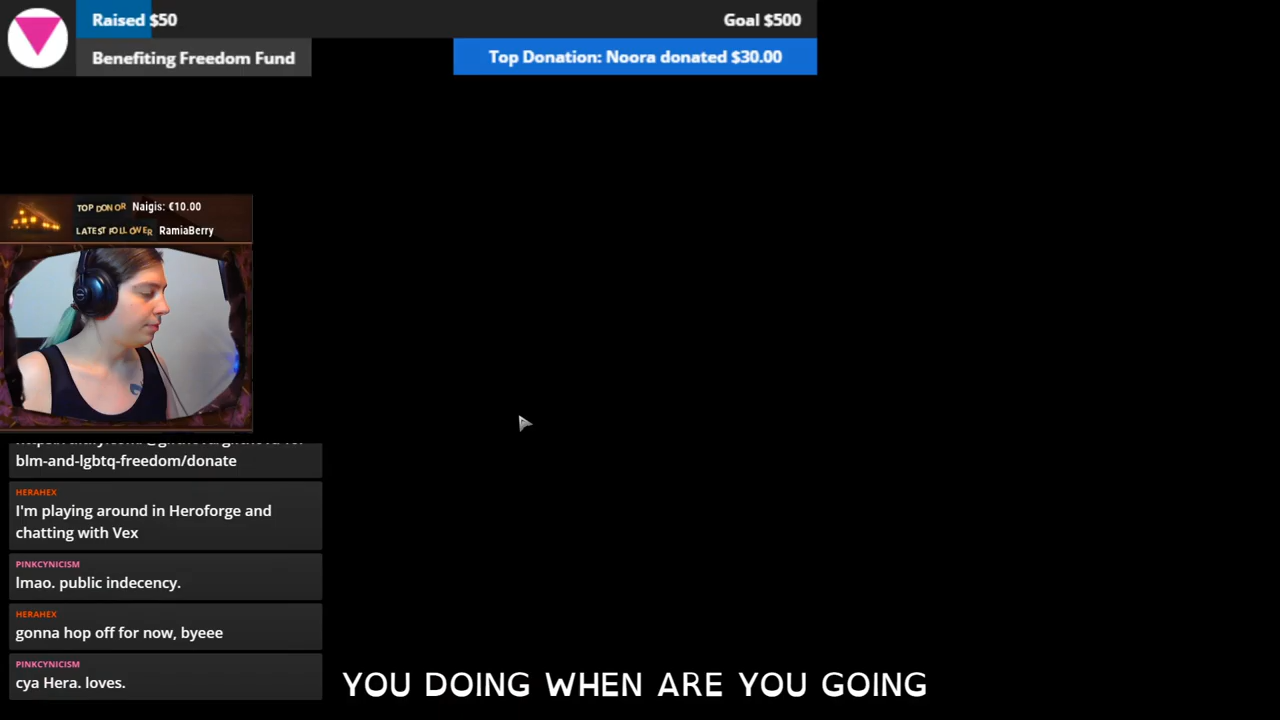 Raised $50
Goal $500
Benefiting Freedom Fund
Top Donation: Noora donated $30.00
TOP DONOR Naigis: €10.00
LATEST FOLLOWER RamiaBerry
blm-and-lgbtq-freedom/donate
HERAHEX
I'm playing around in Heroforge and
chatting with Vex
PINKCYNICISM
lmao. public indecency.
HERAHEX
gonna hop off for now, byeee
PINKCYNICISM
cya Hera. loves.
YOU DOING WHEN ARE YOU GOING